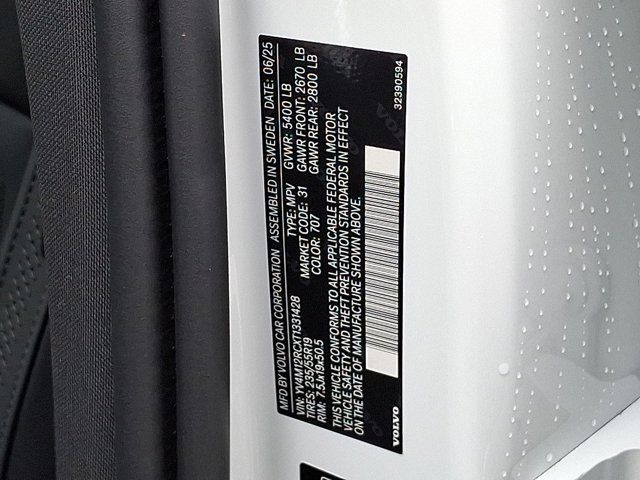 MFD BY VOLVO CAR CORPORATION ASSEMBLED IN SWEDEN DATE: 06/25
VIN: YV4M12RCXT1331428 TYPE: MPV GVWR: 5400 LB
TIRES: 235/55R19 MARKET CODE: 31 GAWR FRONT: 2670 LB
RIM: 7.5Jx19x50.5 COLOR: 707 GAWR REAR: 2800 LB
THIS VEHICLE CONFORMS TO ALL APPLICABLE FEDERAL MOTOR
VEHICLE SAFETY AND THEFT PREVENTION STANDARDS IN EFFECT
ON THE DATE OF MANUFACTURE SHOWN ABOVE.
VOLVO 32390594